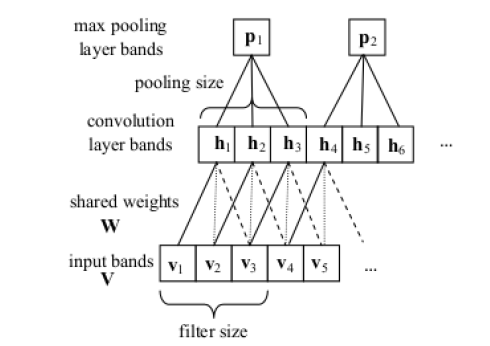 max pooling
layer bands
p1 p2
pooling size
convolution
layer bands
h1 h2 h3 h4 h5 h6 ...
shared weights
W
input bands
V
v1 v2 v3 v4 v5 ...
filter size